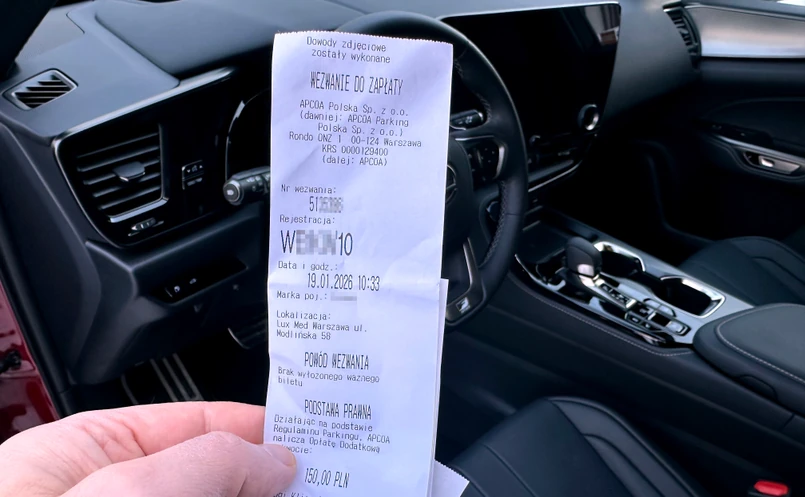 Dowody zdjęciowe
zostały wykonane
WEZWANIE DO ZAPŁATY
APCOA Polska Sp. z o.o.
(dawniej: APCOA Parking
Polska Sp. z o.o.)
Rondo ONZ 1 00-124 Warszawa
KRS 0000129400
(dalej: APCOA)
Nr wezwania:
51
Rejestracja:
W 10
Data i godz.:
19.01.2026 10:33
Marka poj.:
Lokalizacja:
Lux Med Warszawa ul.
Modlińska 58
POWÓD WEZWANIA
Brak wyłożonego ważnego
biletu
PODSTAWA PRAWNA
Działając na podstawie
Regulaminu Parkingu, APCOA
nalicza Opłatę Dodatkową
150,00 PLN